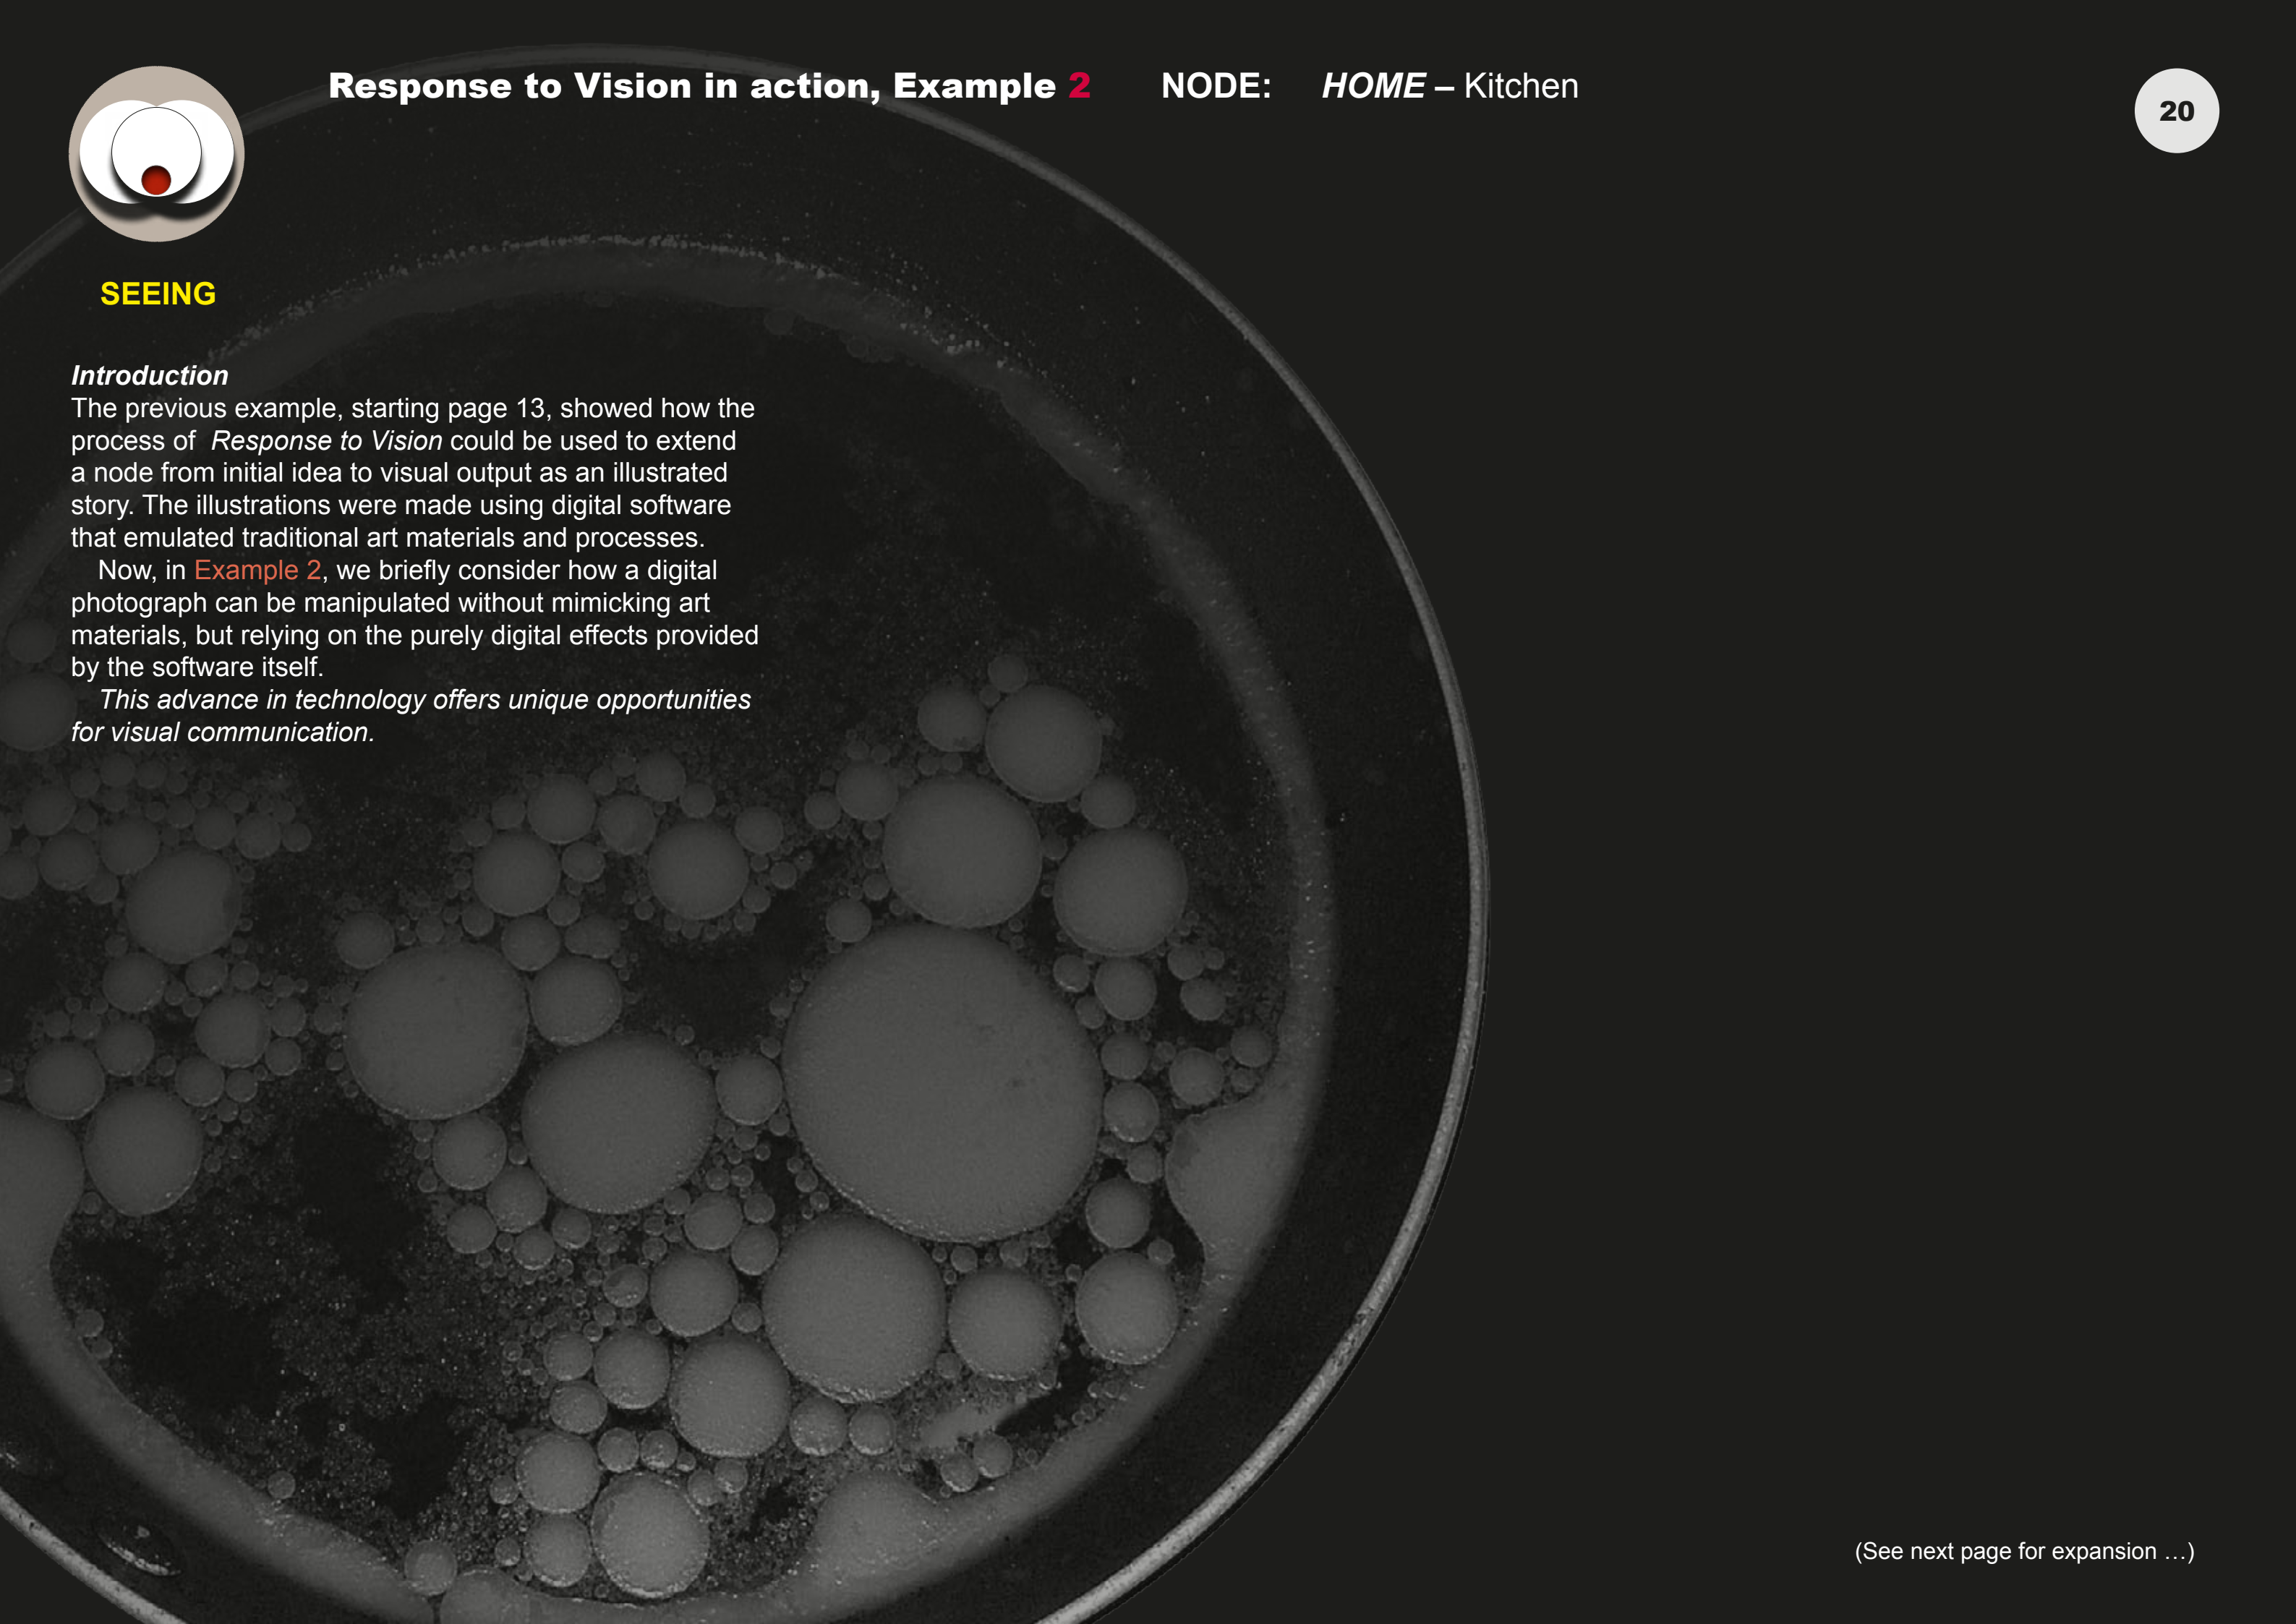 Response to Vision in action, Example 2 NODE: HOME – Kitchen
20
SEEING
Introduction
The previous example, starting page 13, showed how the
process of Response to Vision could be used to extend
a node from initial idea to visual output as an illustrated
story. The illustrations were made using digital software
that emulated traditional art materials and processes.
Now, in Example 2, we briefly consider how a digital
photograph can be manipulated without mimicking art
materials, but relying on the purely digital effects provided
by the software itself.
This advance in technology offers unique opportunities
for visual communication.
(See next page for expansion …)